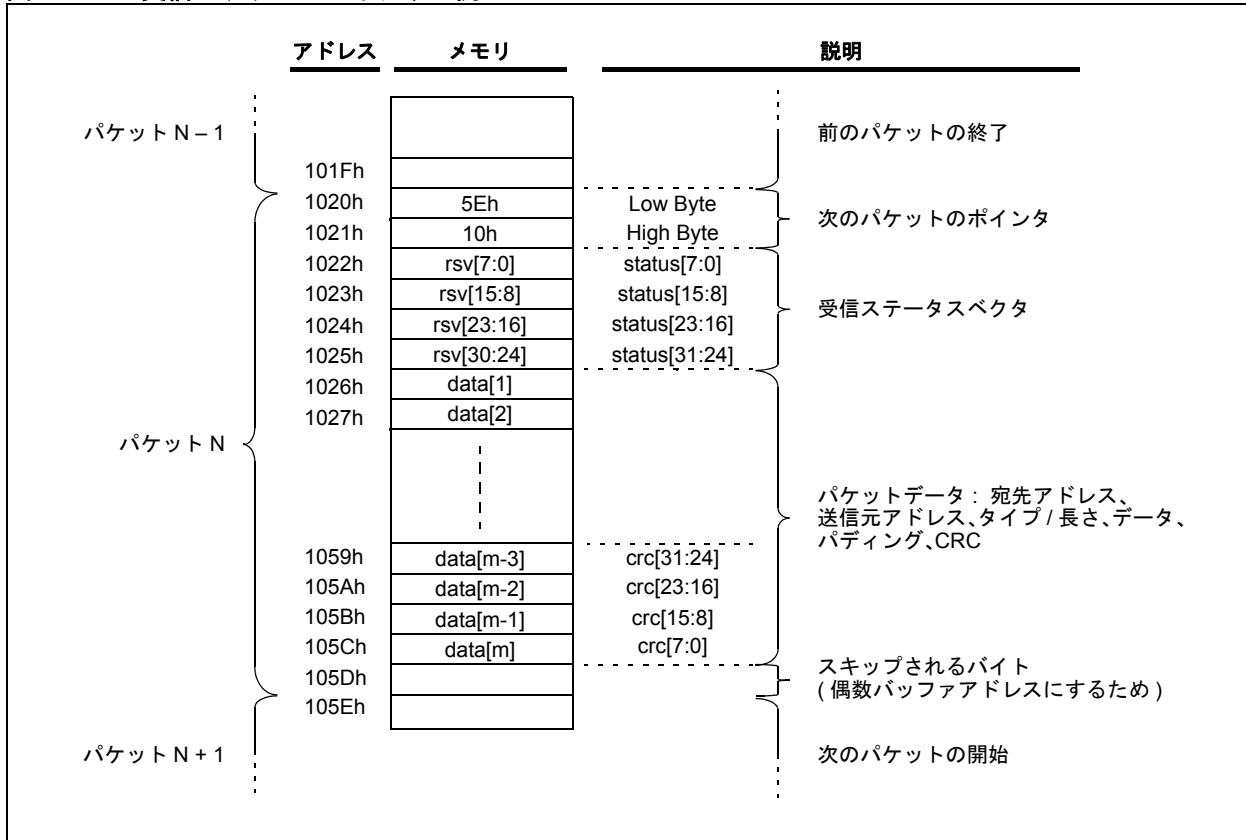 アドレス メモリ 説明
パケット N – 1 前のパケットの終了
101Fh
1020h 5Eh Low Byte
次のパケットのポインタ
1021h 10h High Byte
1022h rsv[7:0] status[7:0]
1023h rsv[15:8] status[15:8]
受信ステータスベクタ
1024h rsv[23:16] status[23:16]
1025h rsv[30:24] status[31:24]
1026h data[1]
1027h data[2]
パケット N
パケットデータ : 宛先アドレス、
送信元アドレス、タイプ / 長さ、データ、
パディング、CRC
1059h data[m-3] crc[31:24]
105Ah data[m-2] crc[23:16]
105Bh data[m-1] crc[15:8]
105Ch data[m] crc[7:0]
スキップされるバイト
105Dh ( 偶数バッファアドレスにするため )
105Eh
パケット N + 1 次のパケットの開始